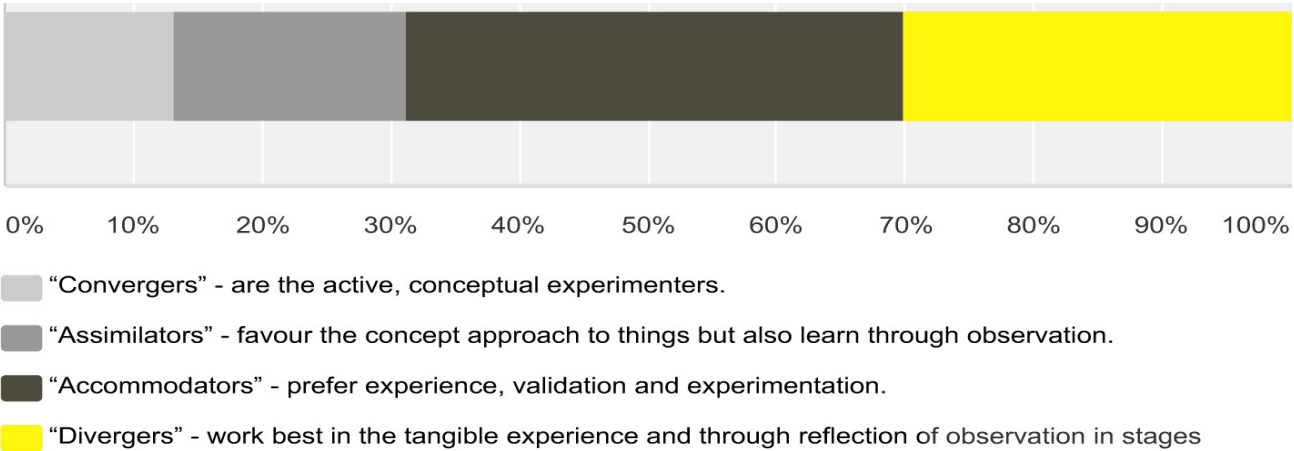 0% 10% 20% 30% 40% 50% 60% 70% 80% 90% 100%
“Convergers” - are the active, conceptual experimenters.
“Assimilators” - favour the concept approach to things but also learn through observation.
“Accommodators” - prefer experience, validation and experimentation.
“Divergers” - work best in the tangible experience and through reflection of observation in stages